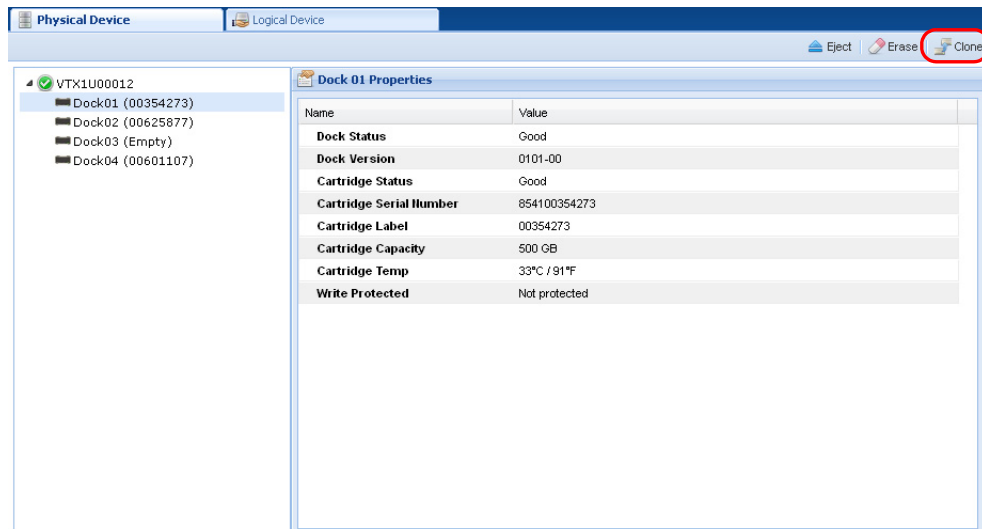 Physical Device
Logical Device
Eject Erase Clone
VTX1U00012
Dock01 (00354273)
Dock02 (00625877)
Dock03 (Empty)
Dock04 (00601107)
Dock 01 Properties
Name Value
Dock Status Good
Dock Version 0101-00
Cartridge Status Good
Cartridge Serial Number 854100354273
Cartridge Label 00354273
Cartridge Capacity 500 GB
Cartridge Temp 33°C / 91°F
Write Protected Not protected